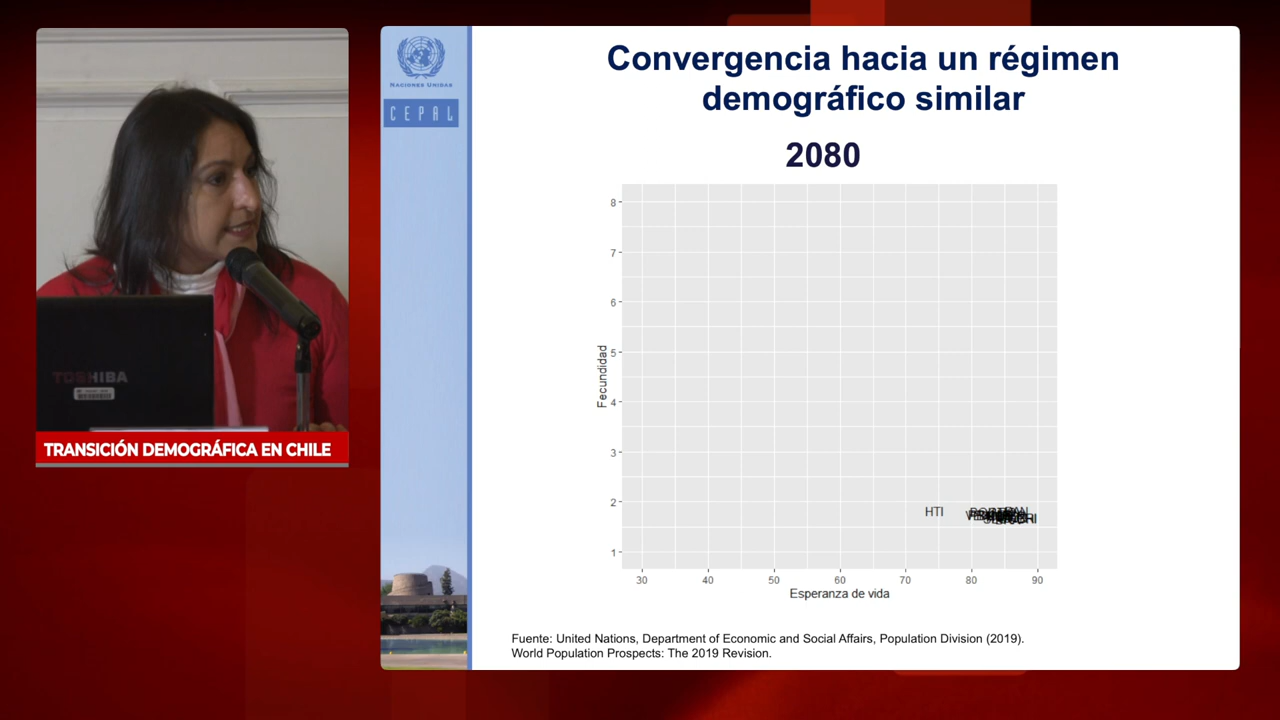 TOSHIBA
TRANSICIÓN DEMOGRÁFICA EN CHILE
NACIONES UNIDAS
CEPAL
Convergencia hacia un régimen
demográfico similar
2080
8
7
6
5
4
3
2
1
Fecundidad
HTI
30 40 50 60 70 80 90
Esperanza de vida
Fuente: United Nations, Department of Economic and Social Affairs, Population Division (2019).
World Population Prospects: The 2019 Revision.